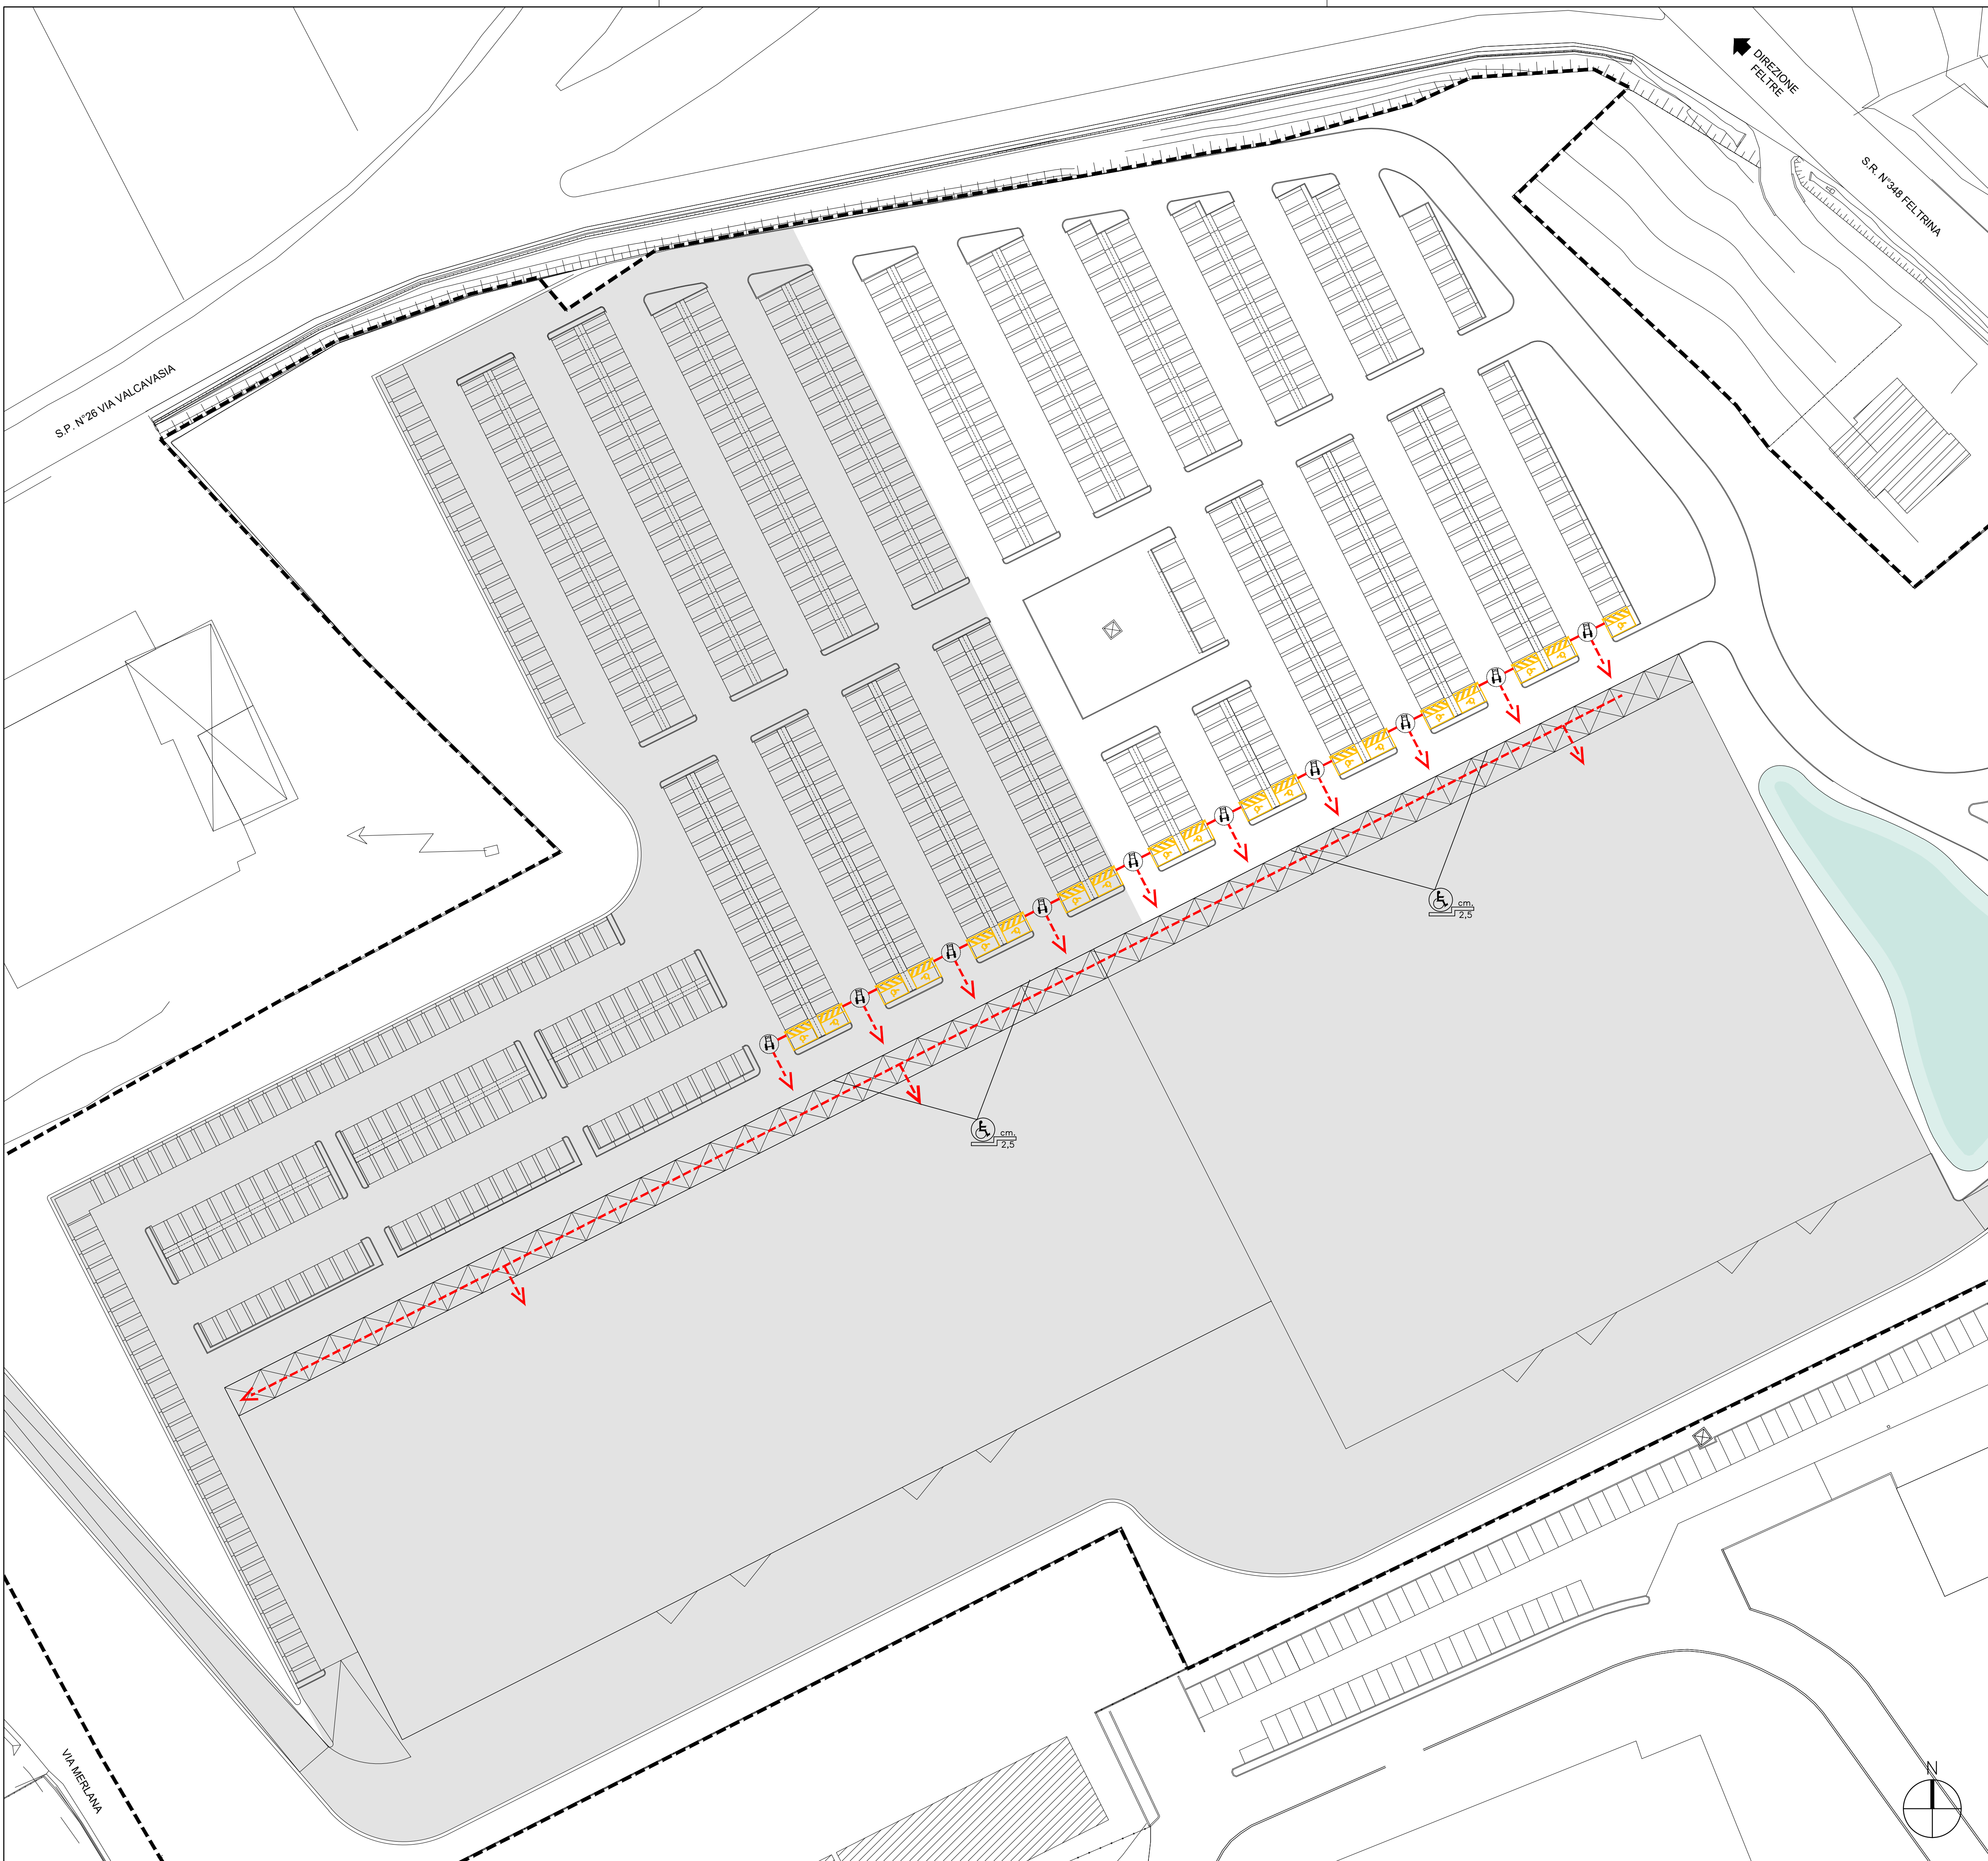 DIREZIONE
FELTRE
S.R. N°348 FELTRINA
S.P. N°26 VIA VALCAVASIA
cm.
2,5
cm.
2,5
VIA MERLANA
N